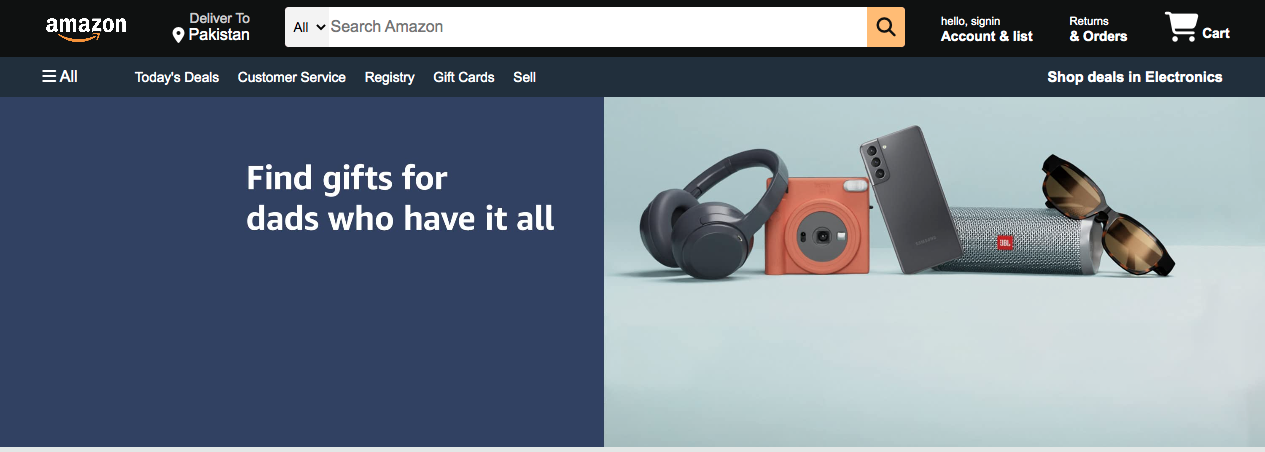 amazon
Deliver To
Pakistan
All
Search Amazon
hello, signin
Account & list
Returns
& Orders
Cart
All
Today's Deals
Customer Service
Registry
Gift Cards
Sell
Shop deals in Electronics
Find gifts for
dads who have it all
SAMSUNG
JBL